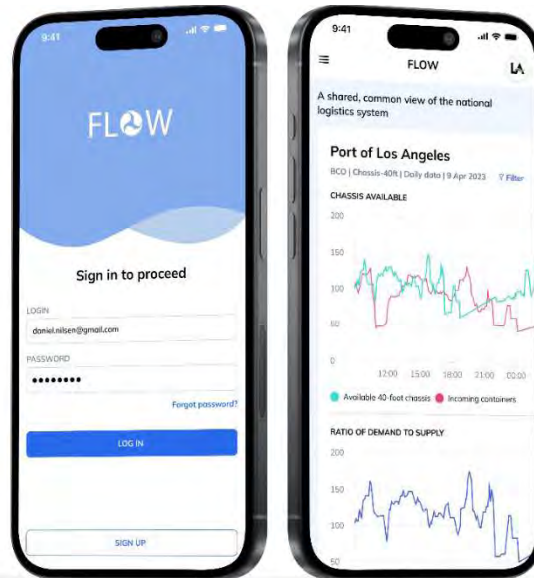 9:41
FLOW
Sign in to proceed
LOGIN
daniel.nilsen@gmail.com
PASSWORD
Forgot password?
LOG IN
SIGN UP
9:41
FLOW
LA
A shared, common view of the national
logistics system
Port of Los Angeles
BCO | Chassis-40ft | Daily data | 9 Apr 2023 Filter
CHASSIS AVAILABLE
200
150
100
50
0
12:00 15:00 18:00 21:00 00:00
Available 40-foot chassis Incoming containers
RATIO OF DEMAND TO SUPPLY
200
150
100
50